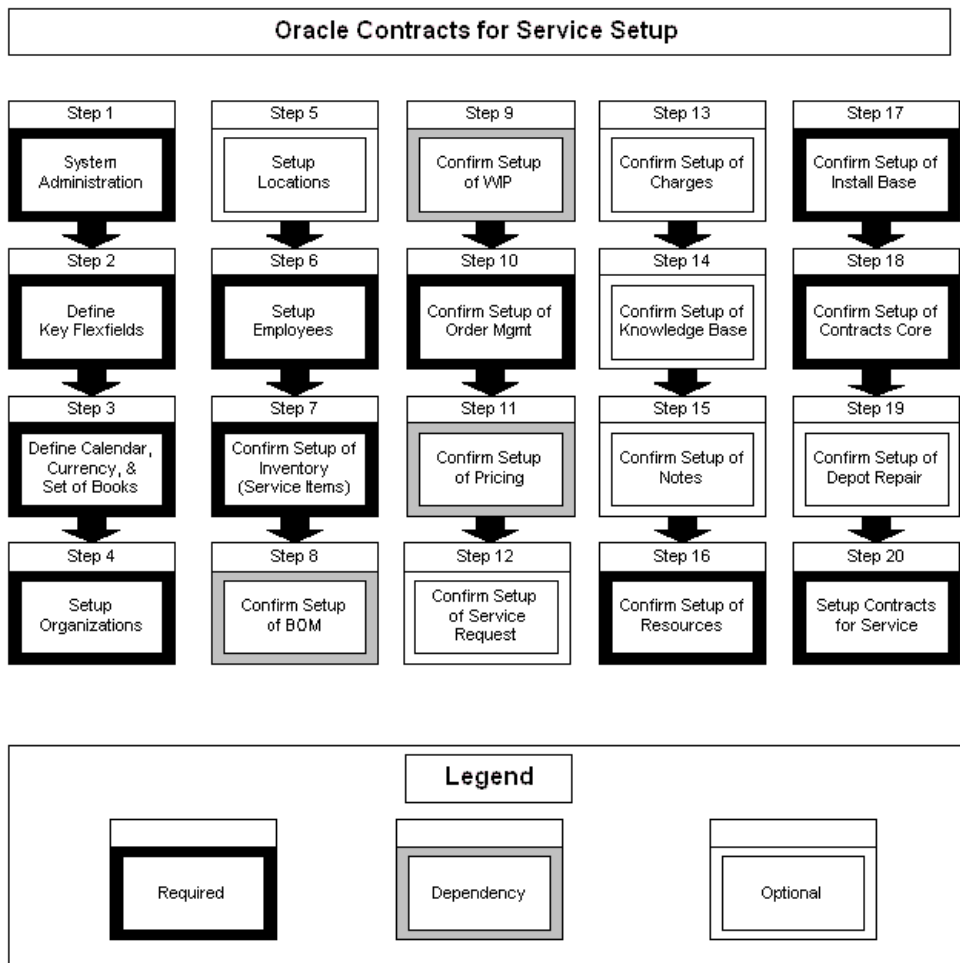 Oracle Contracts for Service Setup
Step 1
System
Administration
Step 2
Define
Key Flexfields
Step 3
Define Calendar,
Currency, &
Set of Books
Step 4
Setup
Organizations
Step 5
Setup
Locations
Step 6
Setup
Employees
Step 7
Confirm Setup of
Inventory
(Service Items)
Step 8
Confirm Setup
of BOM
Step 9
Confirm Setup
of WIP
Step 10
Confirm Setup of
Order Mgmt
Step 11
Confirm Setup
of Pricing
Step 12
Confirm Setup
of Service
Request
Step 13
Confirm Setup of
Charges
Step 14
Confirm Setup of
Knowledge Base
Step 15
Confirm Setup of
Notes
Step 16
Confirm Setup of
Resources
Step 17
Confirm Setup of
Install Base
Step 18
Confirm Setup of
Contracts Core
Step 19
Confirm Setup of
Depot Repair
Step 20
Setup Contracts
for Service
Legend
Required
Dependency
Optional